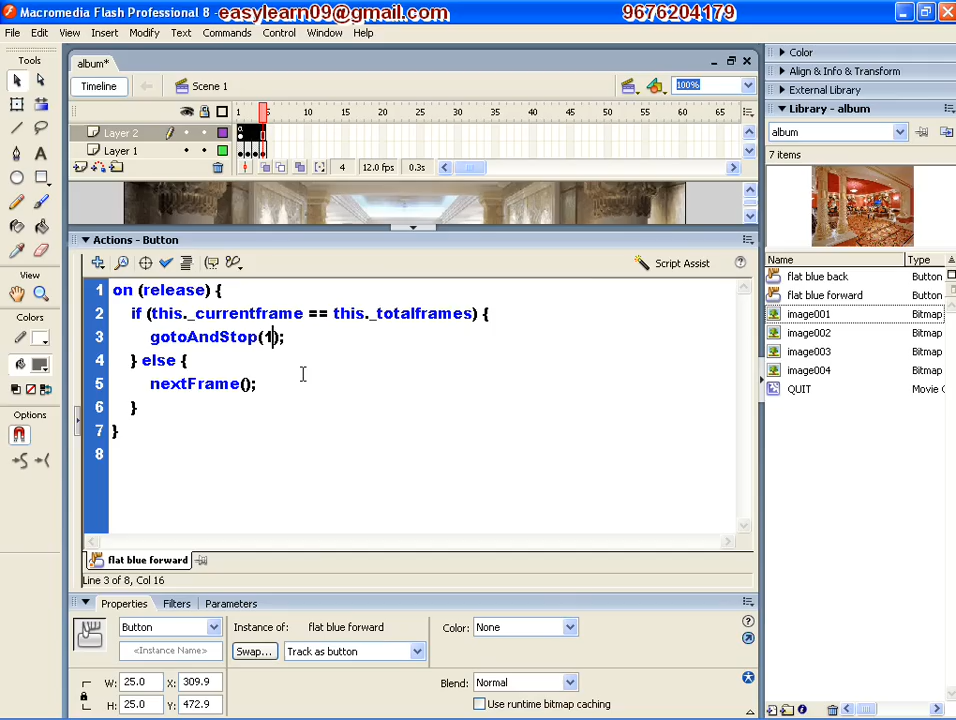 Macromedia Flash Professional 8 - easylearn09@gmail.com 9676204179
File Edit View Insert Modify Text Commands Control Window Help
Tools
View
Colors
Options
album*
Timeline Scene 1 100%
1 5 10 15 20 25 30 35 40 45 50 55 60 65
Layer 2
Layer 1
4 12.0 fps 0.3s
Actions - Button
Script Assist
1 on (release) {
2 if (this._currentframe == this._totalframes) {
3 gotoAndStop(1);
4 } else {
5 nextFrame();
6 }
7 }
8
flat blue forward
Line 3 of 8, Col 16
Properties Filters Parameters
Button Instance of: flat blue forward Color: None
<Instance Name> Swap... Track as button
W: 25.0 X: 309.9 Blend: Normal
H: 25.0 Y: 472.9 Use runtime bitmap caching
Color
Align & Info & Transform
External Library
Library - album
album
7 items
Name Type
flat blue back Button
flat blue forward Button
image001 Bitmap
image002 Bitmap
image003 Bitmap
image004 Bitmap
QUIT Movie C